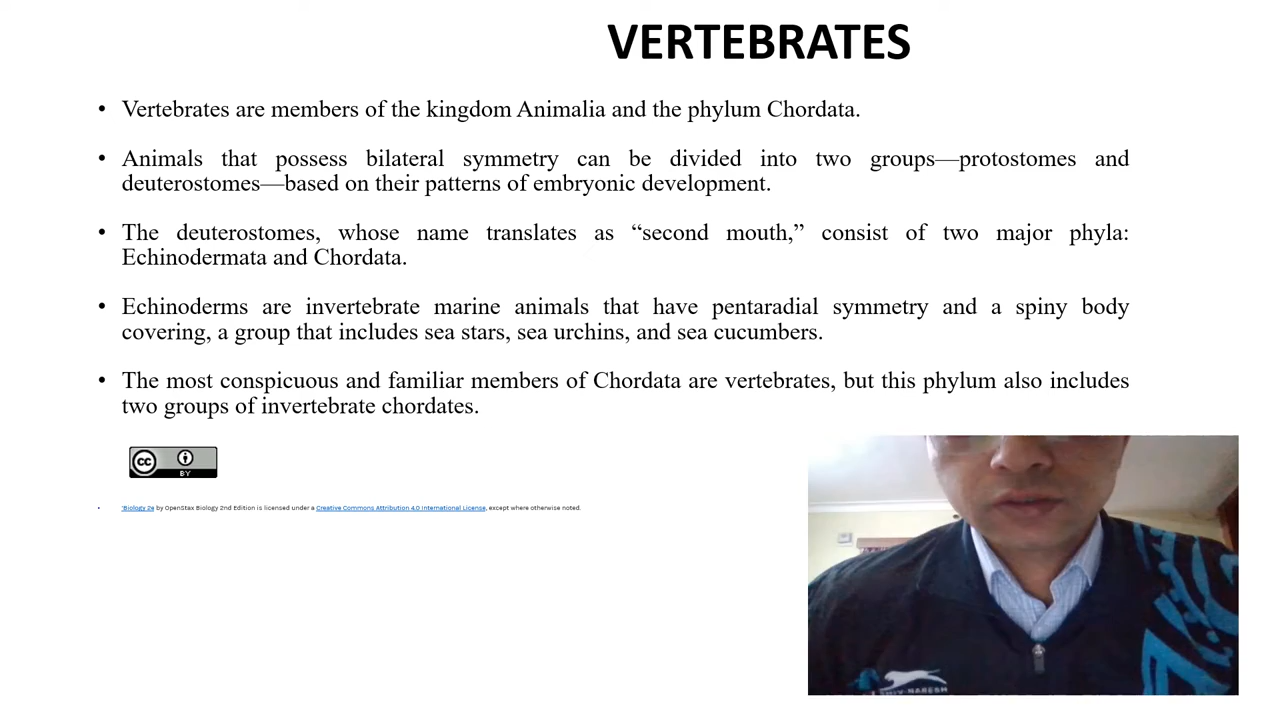 VERTEBRATES
• Vertebrates are members of the kingdom Animalia and the phylum Chordata.
• Animals that possess bilateral symmetry can be divided into two groups—protostomes and
deuterostomes—based on their patterns of embryonic development.
• The deuterostomes, whose name translates as “second mouth,” consist of two major phyla:
Echinodermata and Chordata.
• Echinoderms are invertebrate marine animals that have pentaradial symmetry and a spiny body
covering, a group that includes sea stars, sea urchins, and sea cucumbers.
• The most conspicuous and familiar members of Chordata are vertebrates, but this phylum also includes
two groups of invertebrate chordates.
cc BY
• 'Biology 2e by OpenStax Biology 2nd Edition is licensed under a Creative Commons Attribution 4.0 International License, except where otherwise noted.
SHIV-NARESH